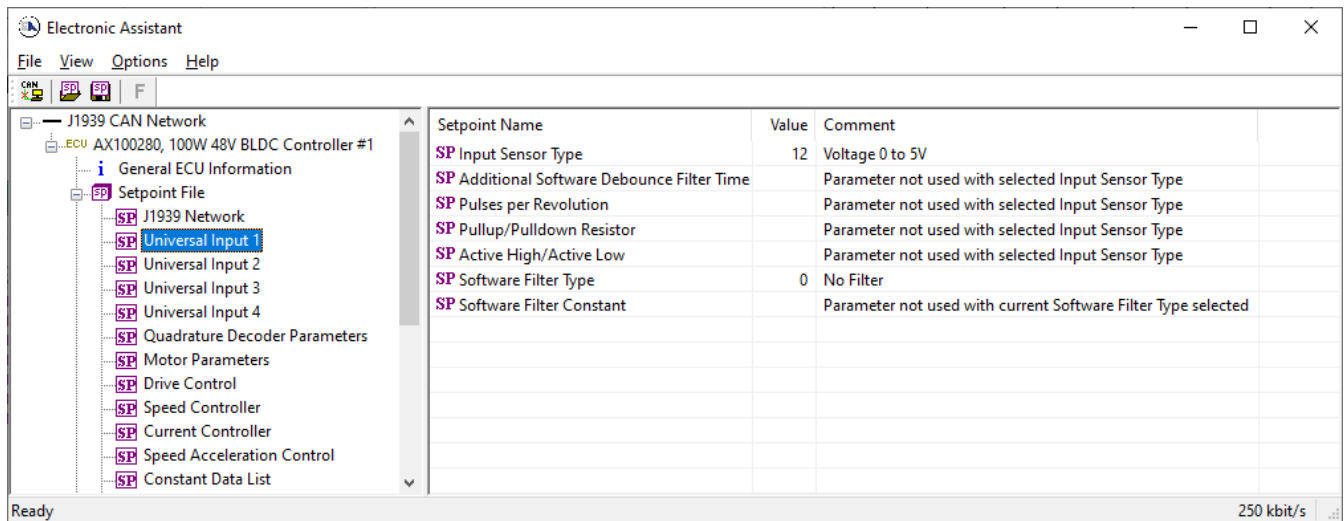 Electronic Assistant
File View Options Help
CAN SP SP F
J1939 CAN Network
ECU AX100280, 100W 48V BLDC Controller #1
i General ECU Information
SP Setpoint File
SP J1939 Network
SP Universal Input 1
SP Universal Input 2
SP Universal Input 3
SP Universal Input 4
SP Quadrature Decoder Parameters
SP Motor Parameters
SP Drive Control
SP Speed Controller
SP Current Controller
SP Speed Acceleration Control
SP Constant Data List
Setpoint Name Value Comment
SP Input Sensor Type 12 Voltage 0 to 5V
SP Additional Software Debounce Filter Time Parameter not used with selected Input Sensor Type
SP Pulses per Revolution Parameter not used with selected Input Sensor Type
SP Pullup/Pulldown Resistor Parameter not used with selected Input Sensor Type
SP Active High/Active Low Parameter not used with selected Input Sensor Type
SP Software Filter Type 0 No Filter
SP Software Filter Constant Parameter not used with current Software Filter Type selected
Ready 250 kbit/s